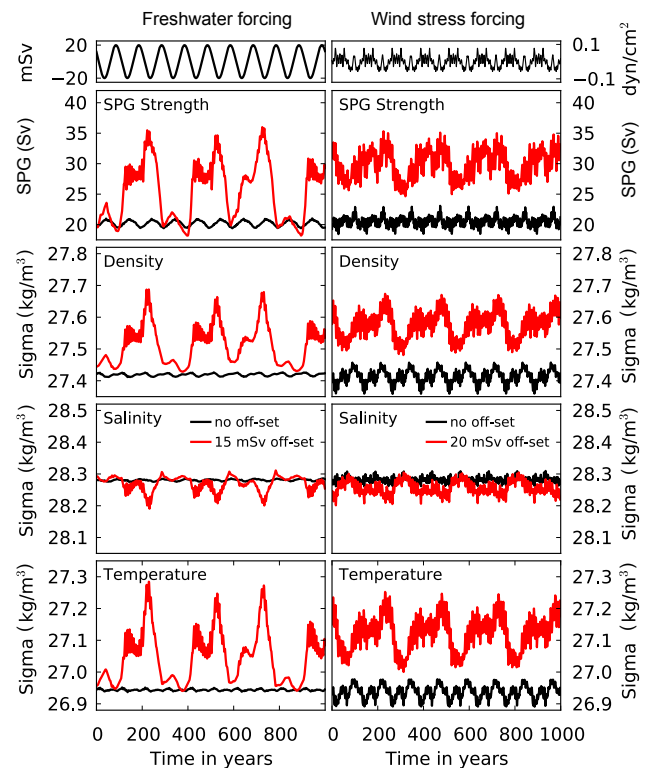 Freshwater forcing Wind stress forcing
20
−20
mSv
0.1
−0.1
dyn/cm²
SPG Strength SPG Strength
40
35
30
25
20
SPG (Sv)
40
35
30
25
20
SPG (Sv)
Density Density
27.8
27.7
27.6
27.5
27.4
Sigma (kg/m³)
27.8
27.7
27.6
27.5
27.4
Sigma (kg/m³)
Salinity Salinity
no off-set no off-set
15 mSv off-set 20 mSv off-set
28.5
28.4
28.3
28.2
28.1
Sigma (kg/m³)
28.5
28.4
28.3
28.2
28.1
Sigma (kg/m³)
Temperature Temperature
27.3
27.2
27.1
27.0
26.9
Sigma (kg/m³)
27.3
27.2
27.1
27.0
26.9
Sigma (kg/m³)
0 200 400 600 800 0 200 400 600 800 1000
Time in years Time in years